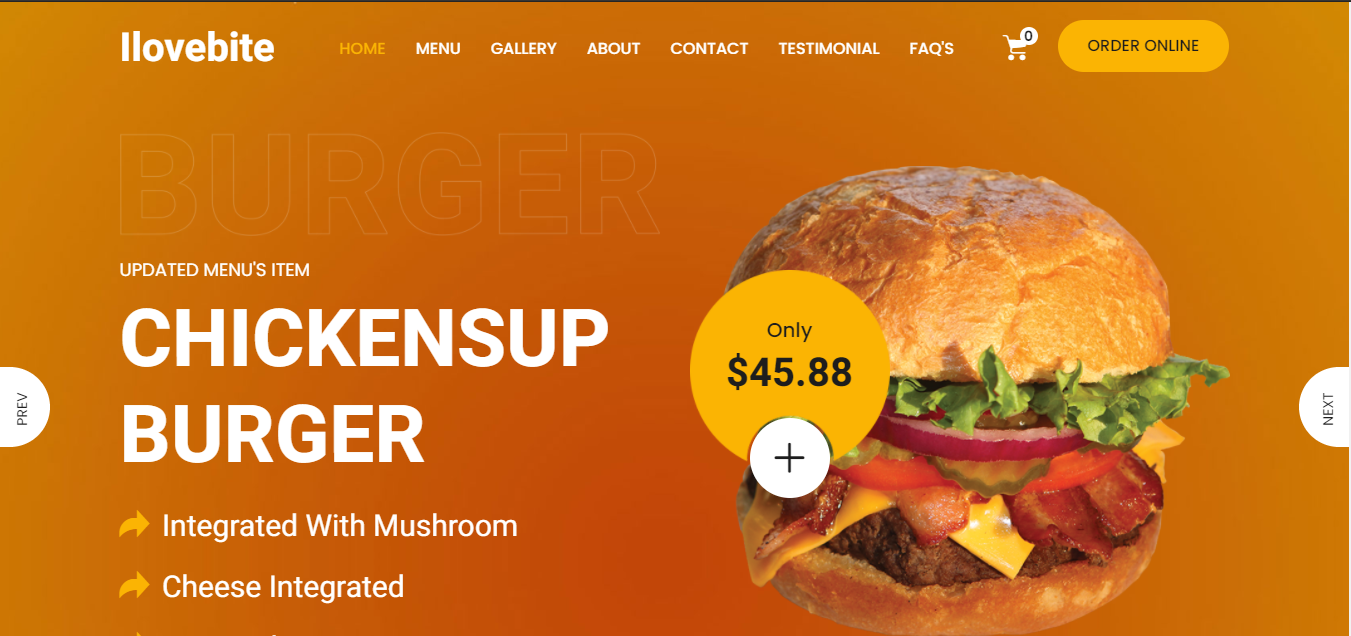 Ilovebite
HOME MENU GALLERY ABOUT CONTACT TESTIMONIAL FAQ'S
0
ORDER ONLINE
BURGER
UPDATED MENU'S ITEM
CHICKENSUP
BURGER
Only
$45.88
PREV
NEXT
Integrated With Mushroom
Cheese Integrated